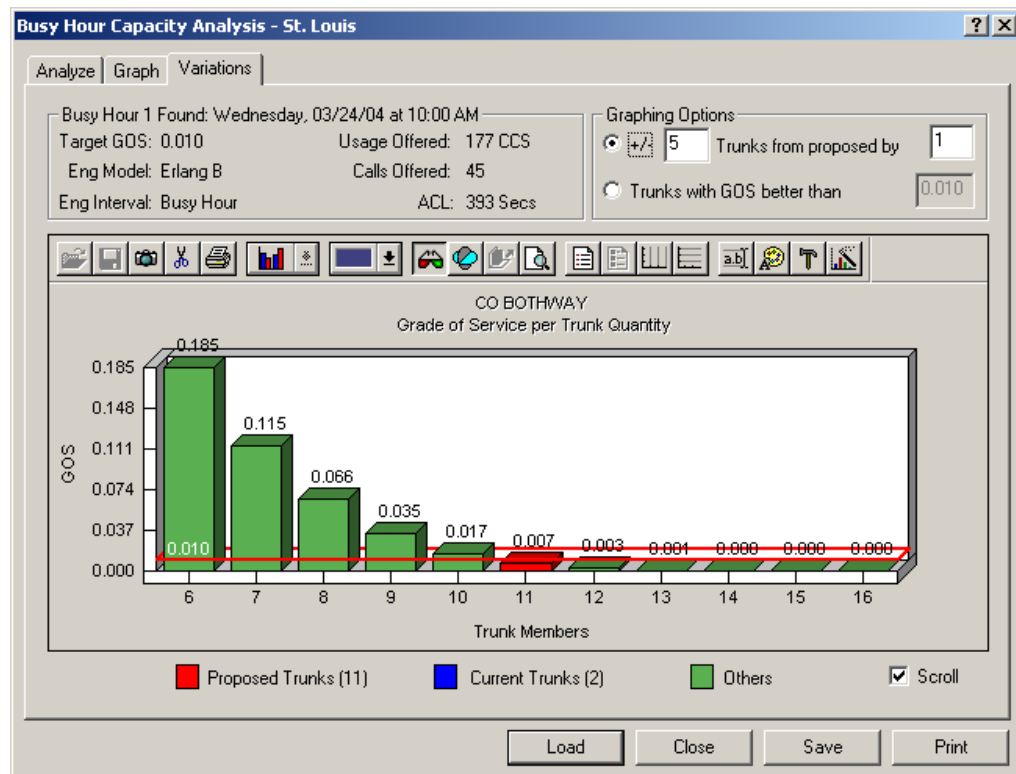 Busy Hour Capacity Analysis - St. Louis
Analyze Graph Variations
Busy Hour 1 Found: Wednesday, 03/24/04 at 10:00 AM
Target GOS: 0.010 Usage Offered: 177 CCS
Eng Model: Erlang B Calls Offered: 45
Eng Interval: Busy Hour ACL: 393 Secs
Graphing Options
+/- 5 Trunks from proposed by 1
Trunks with GOS better than 0.010
a.b
CO BOTHWAY
Grade of Service per Trunk Quantity
GOS
0.185
0.148
0.111
0.074
0.037
0.000
0.185
0.115
0.066
0.035
0.017
0.007
0.003
0.001
0.000
0.000
0.000
0.010
6 7 8 9 10 11 12 13 14 15 16
Trunk Members
Proposed Trunks (11) Current Trunks (2) Others Scroll
Load Close Save Print